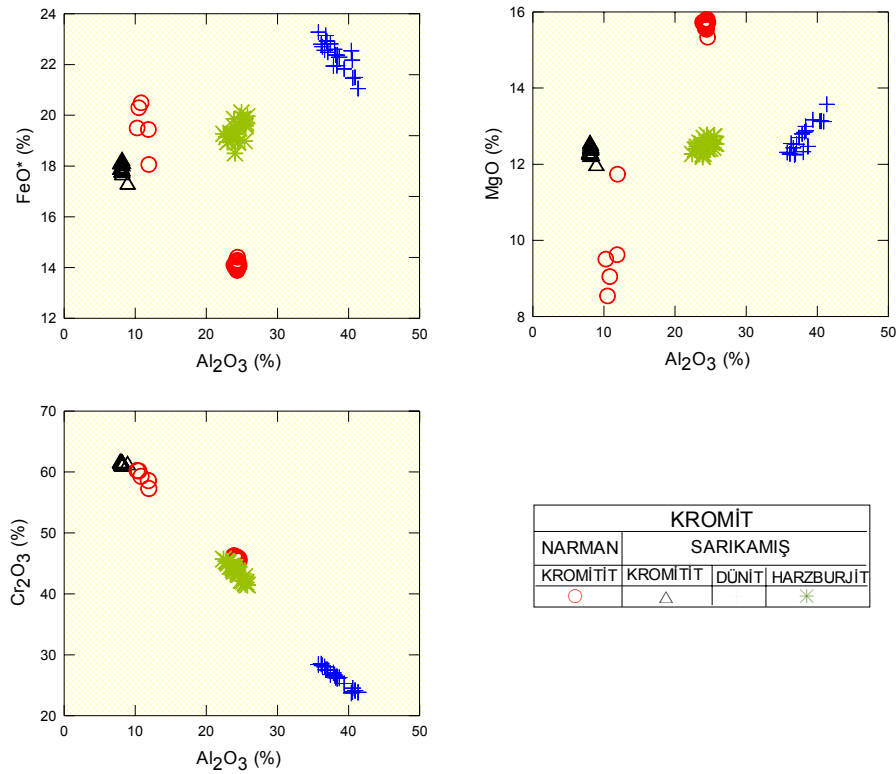 24
22
20
18
16
14
12
FeO* (%)
0 10 20 30 40 50
Al2O3 (%)
16
14
12
10
8
MgO (%)
0 10 20 30 40 50
Al2O3 (%)
70
60
50
40
30
20
Cr2O3 (%)
0 10 20 30 40 50
Al2O3 (%)
KROMİT
NARMAN SARIKAMIŞ
KROMİTİT KROMİTİT DÜNİT HARZBURJİT